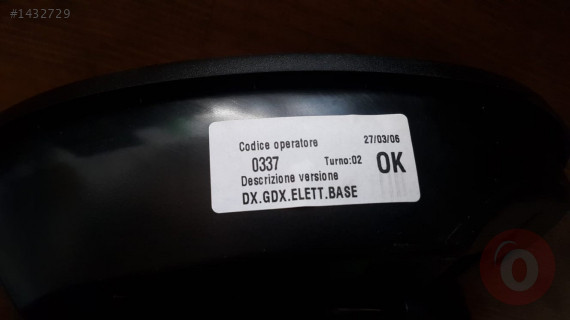 #1432729
Codice operatore 27/03/06
0337 Turno:02 OK
Descrizione versione
DX.GDX.ELETT.BASE